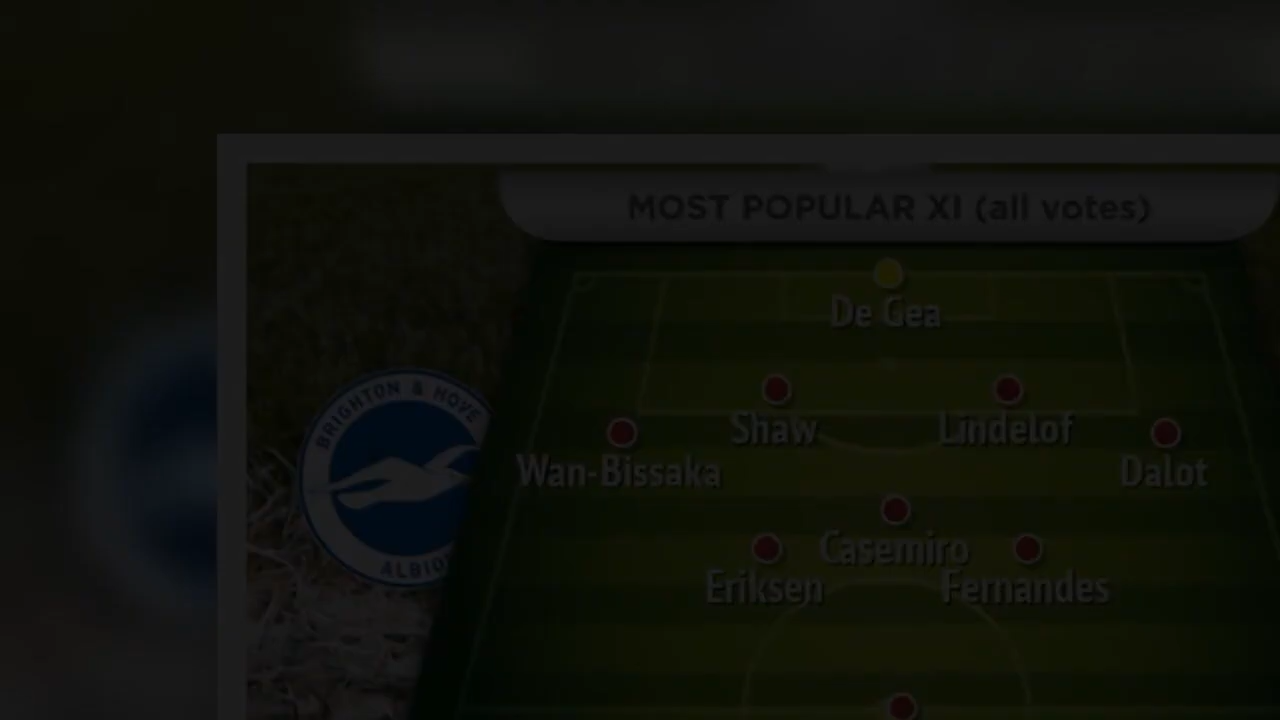 MOST POPULAR XI (all votes)
De Gea
Shaw
Lindelof
Wan-Bissaka
Dalot
Casemiro
Eriksen
Fernandes
BRIGHTON & HOVE
ALBION